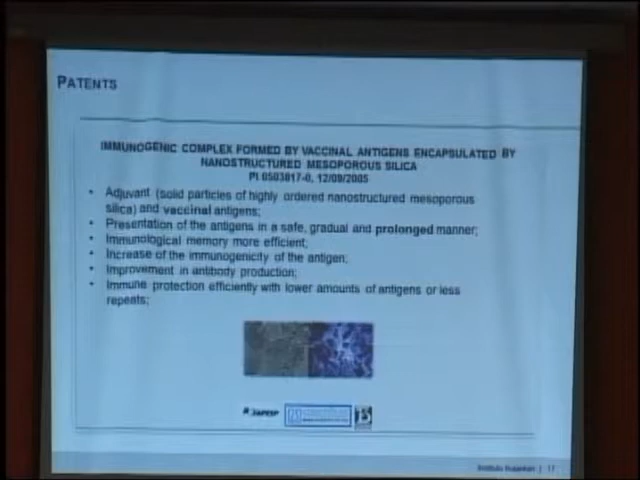 PATENTS
IMMUNOGENIC COMPLEX FORMED BY VACCINAL ANTIGENS ENCAPSULATED BY
NANOSTRUCTURED MESOPOROUS SILICA
PI 0503817-0, 12/09/2005
• Adjuvant (solid particles of highly ordered nanostructured mesoporous
silica) and vaccinal antigens;
• Presentation of the antigens in a safe, gradual and prolonged manner;
• Immunological memory more efficient;
• Increase of the immunogenicity of the antigen;
• Improvement in antibody production;
• Immune protection efficiently with lower amounts of antigens or less
repeats;
FAPESP
Instituto Butantan | 17